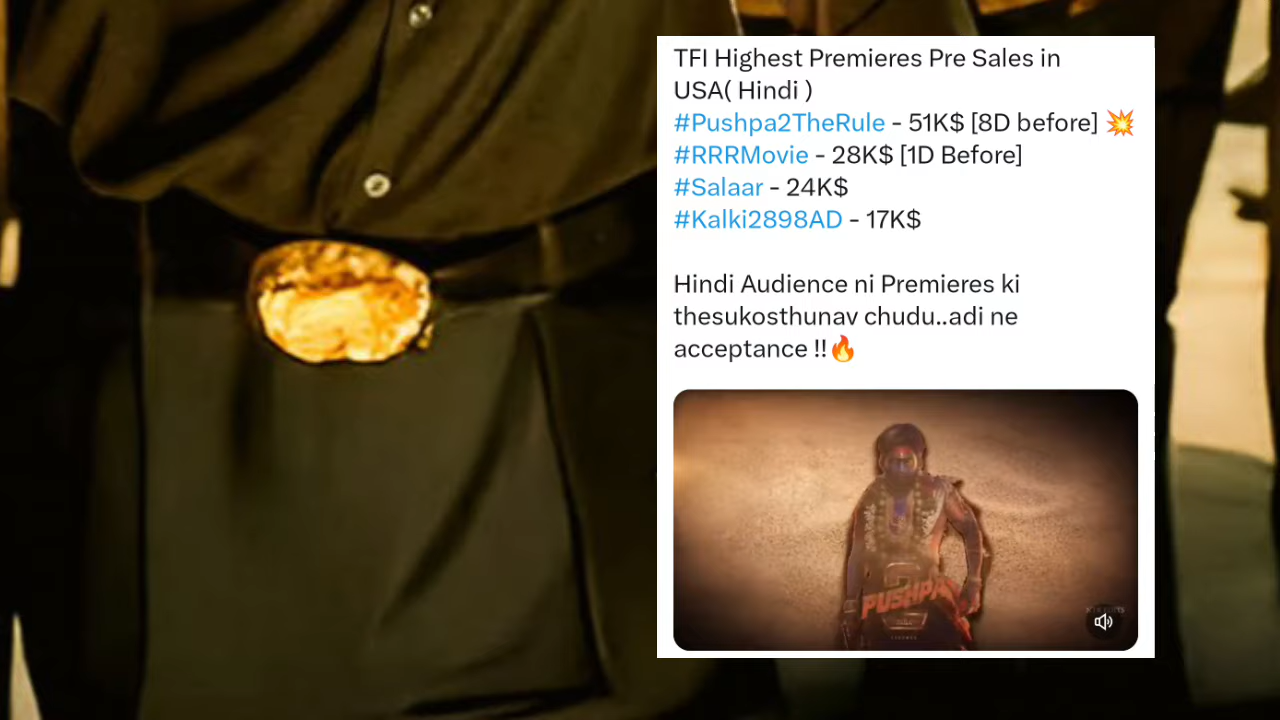 TFI Highest Premieres Pre Sales in
USA( Hindi )
#Pushpa2TheRule - 51K$ [8D before] 💥
#RRRMovie - 28K$ [1D Before]
#Salaar - 24K$
#Kalki2898AD - 17K$
Hindi Audience ni Premieres ki
thesukosthunav chudu..adi ne
acceptance !!🔥
PUSHPA